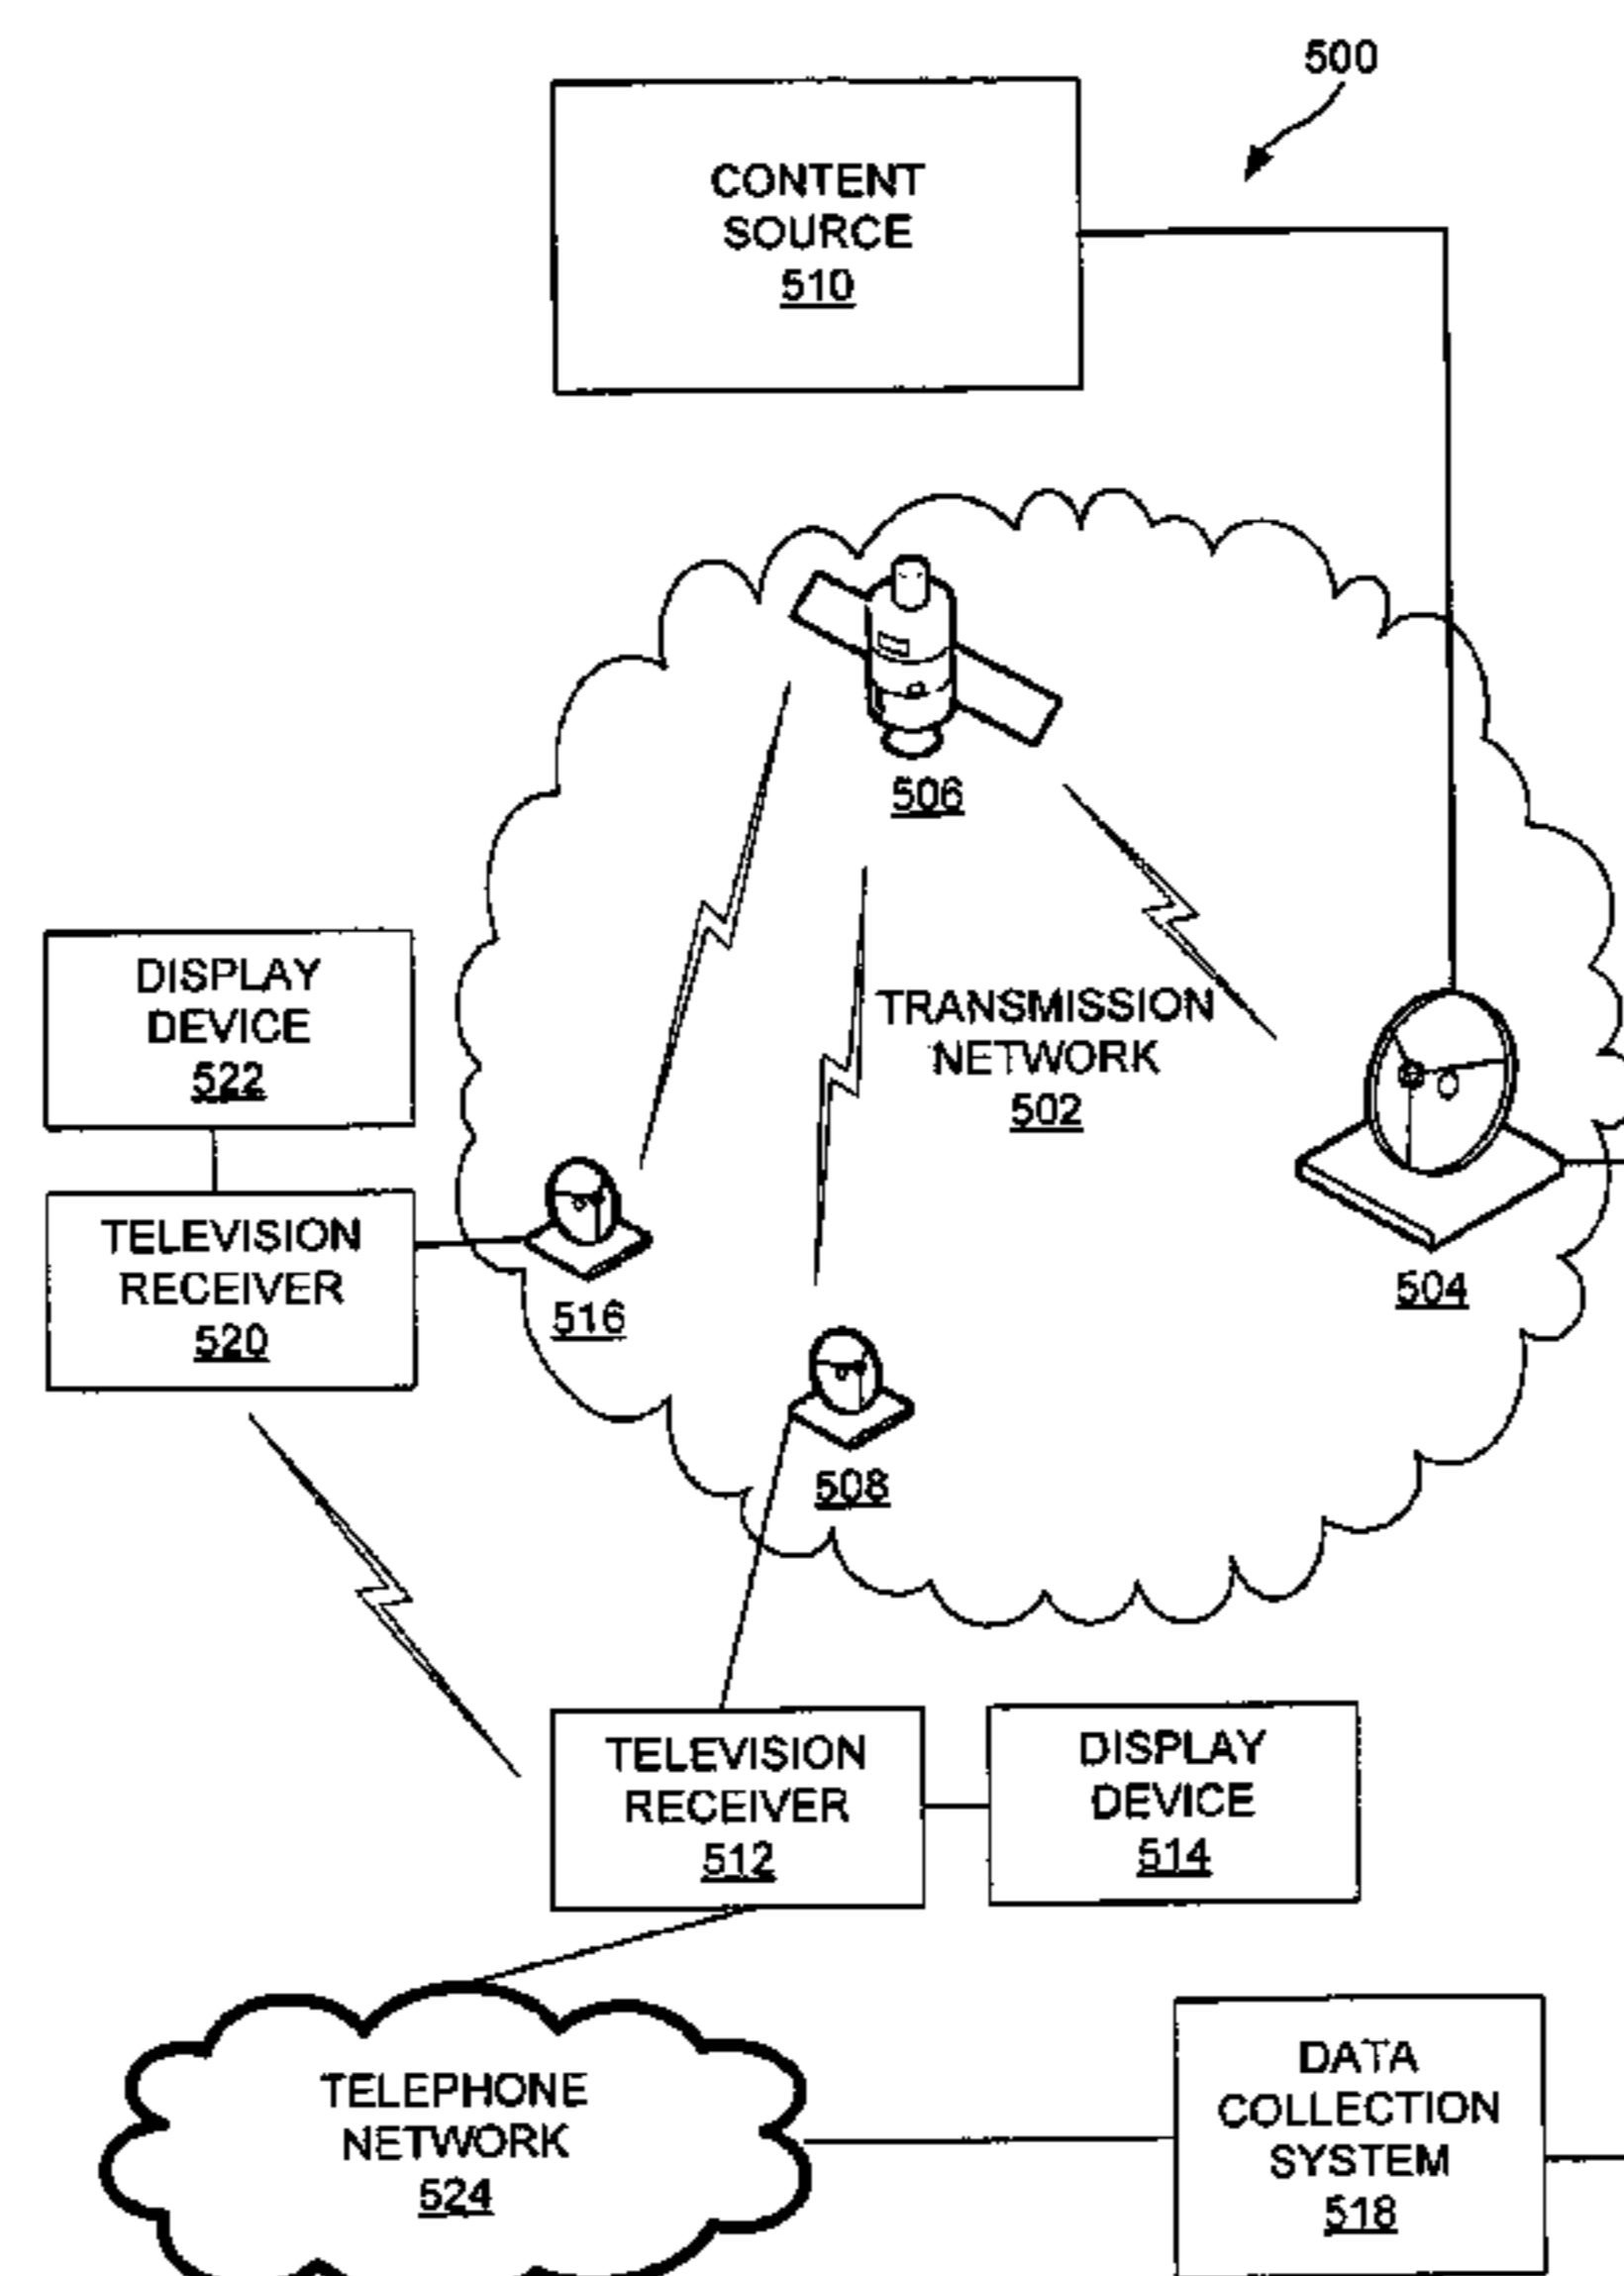 500
CONTENT
SOURCE
510
506
TRANSMISSION
NETWORK
502
DISPLAY
DEVICE
522
TELEVISION
RECEIVER
520
516
504
508
TELEVISION
RECEIVER
512
DISPLAY
DEVICE
514
TELEPHONE
NETWORK
524
DATA
COLLECTION
SYSTEM
518